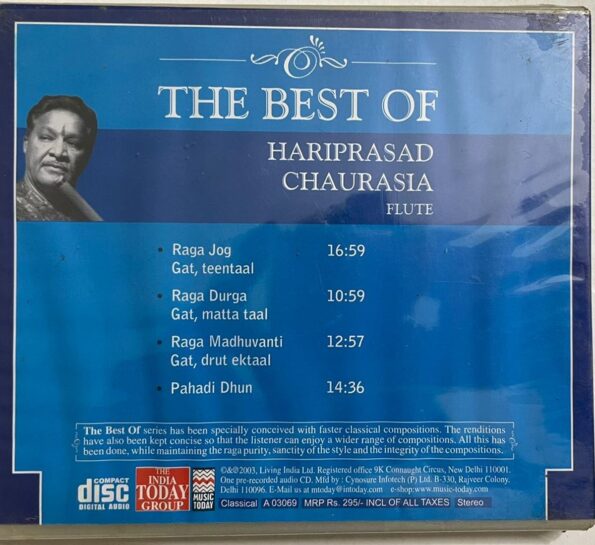 THE BEST OF
HARIPRASAD
CHAURASIA
FLUTE
• Raga Jog 16:59
Gat, teentaal
• Raga Durga 10:59
Gat, matta taal
• Raga Madhuvanti 12:57
Gat, drut ektaal
• Pahadi Dhun 14:36
The Best Of series has been specially conceived with faster classical compositions. The renditions
have also been kept concise so that the listener can enjoy a wider range of compositions. All this has
been done, while maintaining the raga purity, sanctity of the style and the integrity of the compositions.
COMPACT
disc
DIGITAL AUDIO
THE
INDIA
TODAY
GROUP
MUSIC
TODAY
©&℗2003, Living India Ltd. Registered office 9K Connaught Circus, New Delhi 110001.
One pre-recorded audio CD. Mfd by : Cynosure Infotech (P) Ltd. B-330, Rajveer Colony.
Delhi 110096. E-Mail us at mtoday@intoday.com e-shop:www.music-today.com
Classical A 03069 MRP Rs. 295/- INCL OF ALL TAXES Stereo